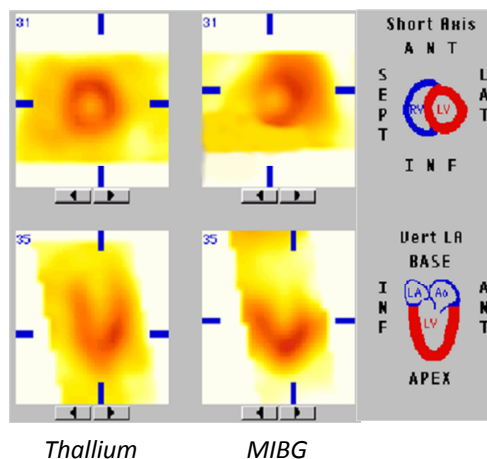 31
31
Short Axis
A N T
S E P T
L A T
RV
LV
I N F
35
35
Vert LA
BASE
I N F
A N T
LA
Ao
LV
APEX
Thallium
MIBG